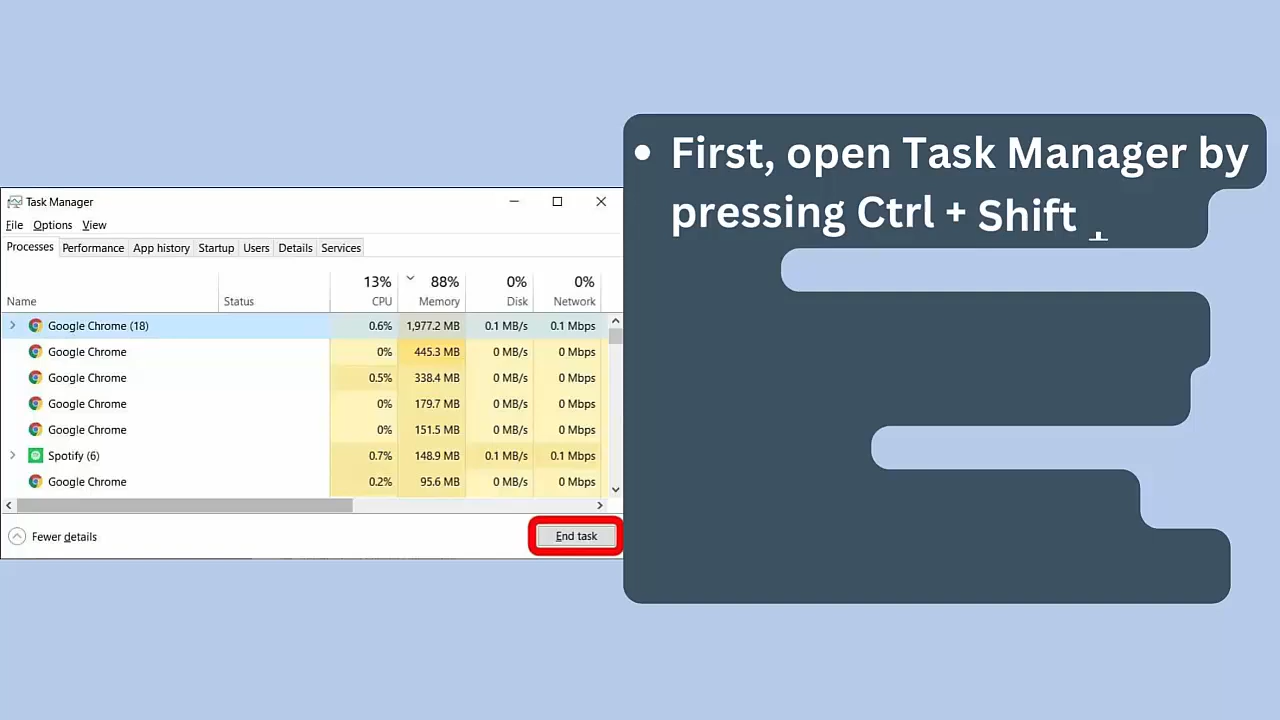 Task Manager
File Options View
Processes Performance App history Startup Users Details Services
13% 88% 0% 0%
Name Status CPU Memory Disk Network
Google Chrome (18) 0.6% 1,977.2 MB 0.1 MB/s 0.1 Mbps
Google Chrome 0% 445.3 MB 0 MB/s 0 Mbps
Google Chrome 0.5% 338.4 MB 0 MB/s 0 Mbps
Google Chrome 0% 179.7 MB 0 MB/s 0 Mbps
Google Chrome 0% 151.5 MB 0 MB/s 0 Mbps
Spotify (6) 0.7% 148.9 MB 0.1 MB/s 0.1 Mbps
Google Chrome 0.2% 95.6 MB 0 MB/s 0 Mbps
Fewer details End task
• First, open Task Manager by
pressing Ctrl + Shift